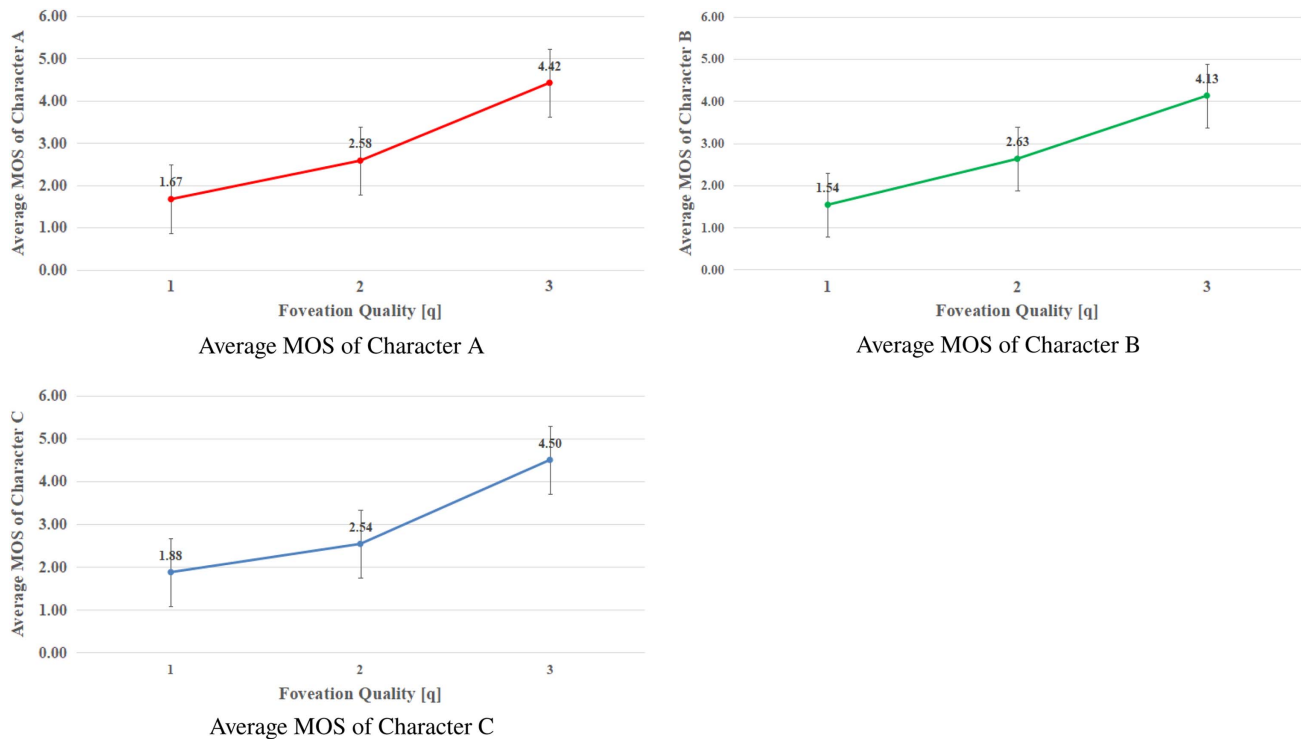 6.00
5.00
4.00
3.00
2.00
1.00
0.00
Average MOS of Character A
1.67
2.58
4.42
1 2 3
Foveation Quality [q]
Average MOS of Character A
6.00
5.00
4.00
3.00
2.00
1.00
0.00
Average MOS of Character B
1.54
2.63
4.13
1 2 3
Foveation Quality [q]
Average MOS of Character B
6.00
5.00
4.00
3.00
2.00
1.00
0.00
Average MOS of Character C
1.88
2.54
4.50
1 2 3
Foveation Quality [q]
Average MOS of Character C